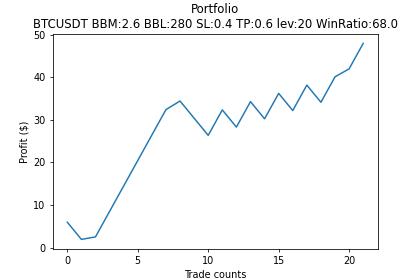 Portfolio
BTCUSDT BBM:2.6 BBL:280 SL:0.4 TP:0.6 lev:20 WinRatio:68.0
50
40
30
20
10
0
Profit ($)
0 5 10 15 20
Trade counts